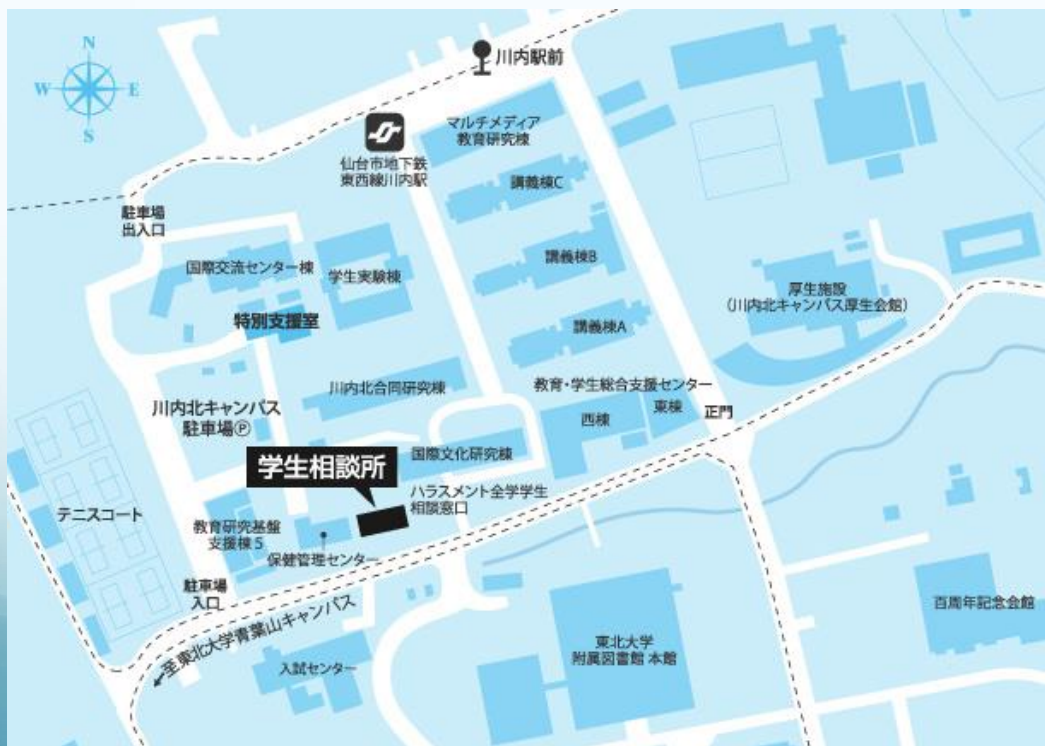 N
W
E
S
川内駅前
マルチメディア
教育研究棟
仙台市地下鉄
東西線川内駅
講義棟C
駐車場
出入口
国際交流センター棟
学生実験棟
講義棟B
厚生施設
(川内北キャンパス厚生会館)
特別支援室
講義棟A
川内北合同研究棟
教育・学生総合支援センター
東棟
西棟
正門
川内北キャンパス
駐車場Ⓟ
国際文化研究棟
学生相談所
ハラスメント全学学生
相談窓口
テニスコート
教育研究基盤
支援棟5
保健管理センター
駐車場
入口
至東北大学青葉山キャンパス
入試センター
東北大学
附属図書館 本館
百周年記念会館